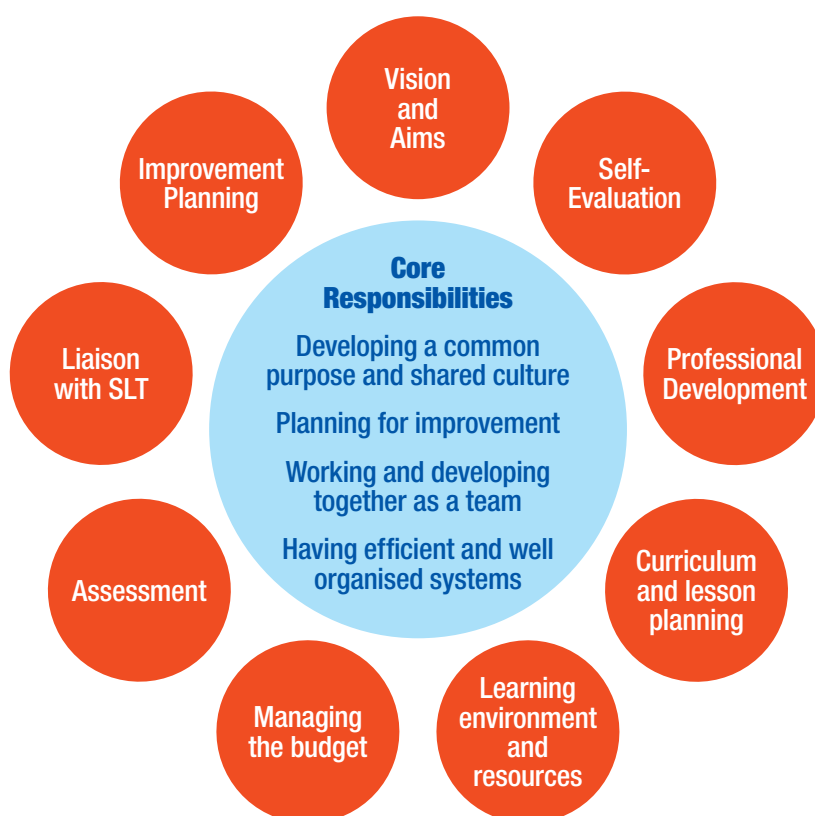 Vision
and
Aims
Self-
Evaluation
Professional
Development
Curriculum
and lesson
planning
Learning
environment
and
resources
Managing
the budget
Assessment
Liaison
with SLT
Improvement
Planning
Core
Responsibilities
Developing a common
purpose and shared culture
Planning for improvement
Working and developing
together as a team
Having efficient and well
organised systems